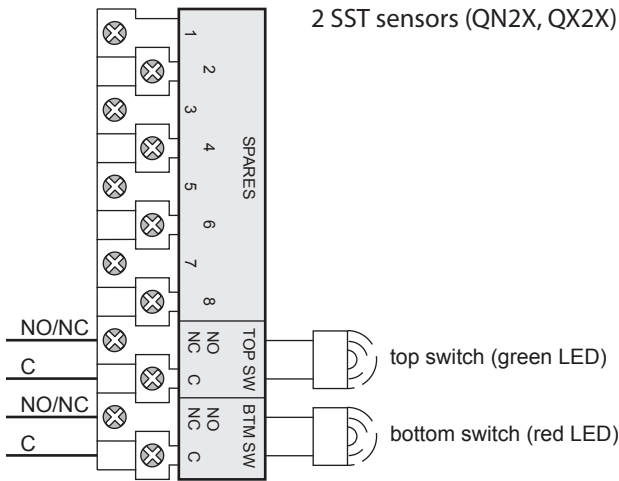 2 SST sensors (QN2X, QX2X)
1
2
3
4
5
6
7
8
SPARES
NO/NC
C
NO/NC
C
NC NO
C
TOP SW
NC NO
C
BTM SW
top switch (green LED)
bottom switch (red LED)